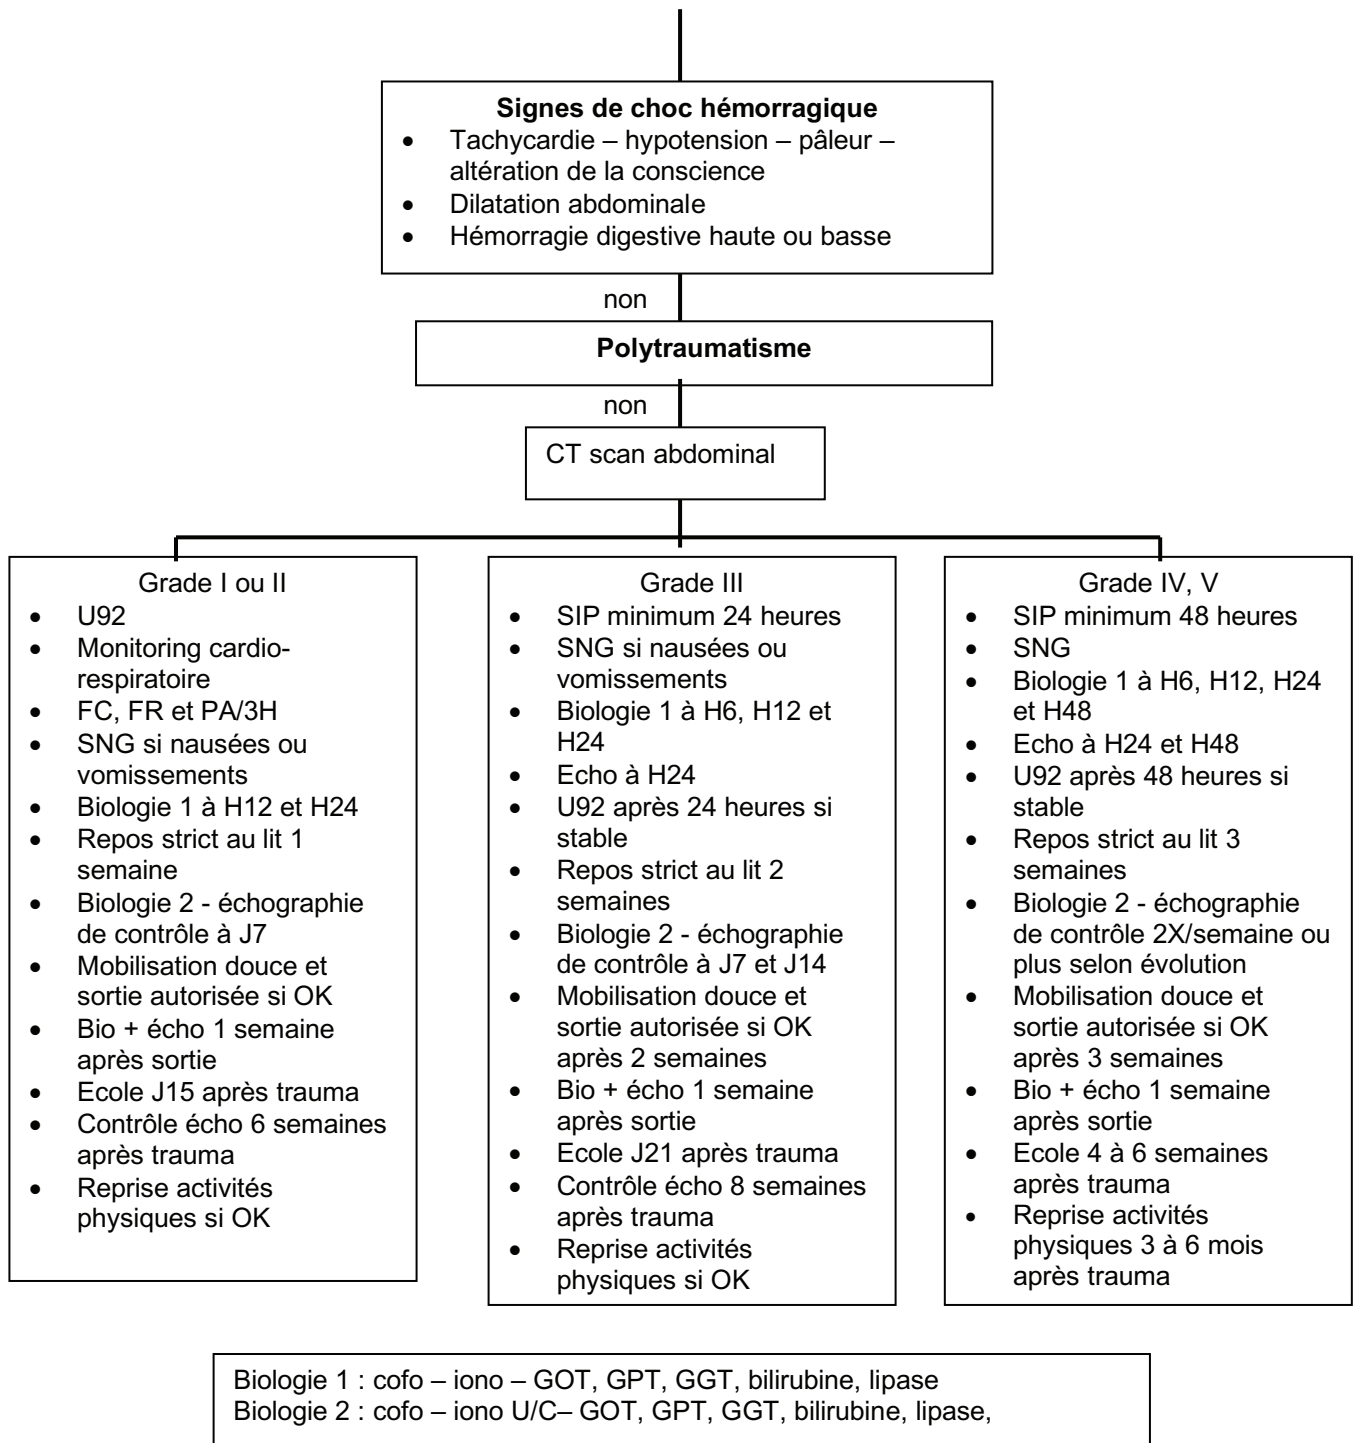 Signes de choc hémorragique
• Tachycardie – hypotension – pâleur –
altération de la conscience
• Dilatation abdominale
• Hémorragie digestive haute ou basse
non
Polytraumatisme
non
CT scan abdominal
Grade I ou II
• U92
• Monitoring cardio-
respiratoire
• FC, FR et PA/3H
• SNG si nausées ou
vomissements
• Biologie 1 à H12 et H24
• Repos strict au lit 1
semaine
• Biologie 2 - échographie
de contrôle à J7
• Mobilisation douce et
sortie autorisée si OK
• Bio + écho 1 semaine
après sortie
• Ecole J15 après trauma
• Contrôle écho 6 semaines
après trauma
• Reprise activités
physiques si OK
Grade III
• SIP minimum 24 heures
• SNG si nausées ou
vomissements
• Biologie 1 à H6, H12 et
H24
• Echo à H24
• U92 après 24 heures si
stable
• Repos strict au lit 2
semaines
• Biologie 2 - échographie
de contrôle à J7 et J14
• Mobilisation douce et
sortie autorisée si OK
après 2 semaines
• Bio + écho 1 semaine
après sortie
• Ecole J21 après trauma
• Contrôle écho 8 semaines
après trauma
• Reprise activités
physiques si OK
Grade IV, V
• SIP minimum 48 heures
• SNG
• Biologie 1 à H6, H12, H24
et H48
• Echo à H24 et H48
• U92 après 48 heures si
stable
• Repos strict au lit 3
semaines
• Biologie 2 - échographie
de contrôle 2X/semaine ou
plus selon évolution
• Mobilisation douce et
sortie autorisée si OK
après 3 semaines
• Bio + écho 1 semaine
après sortie
• Ecole 4 à 6 semaines
après trauma
• Reprise activités
physiques 3 à 6 mois
après trauma
Biologie 1 : cofo – iono – GOT, GPT, GGT, bilirubine, lipase
Biologie 2 : cofo – iono U/C– GOT, GPT, GGT, bilirubine, lipase,